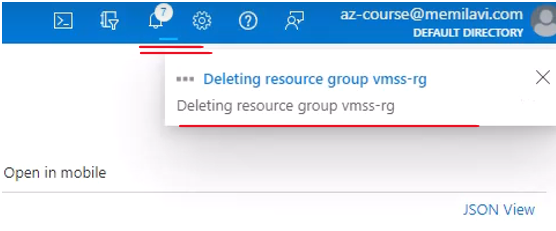 7
az-course@memilavi.com
DEFAULT DIRECTORY
Deleting resource group vmss-rg
Deleting resource group vmss-rg
Open in mobile
JSON View